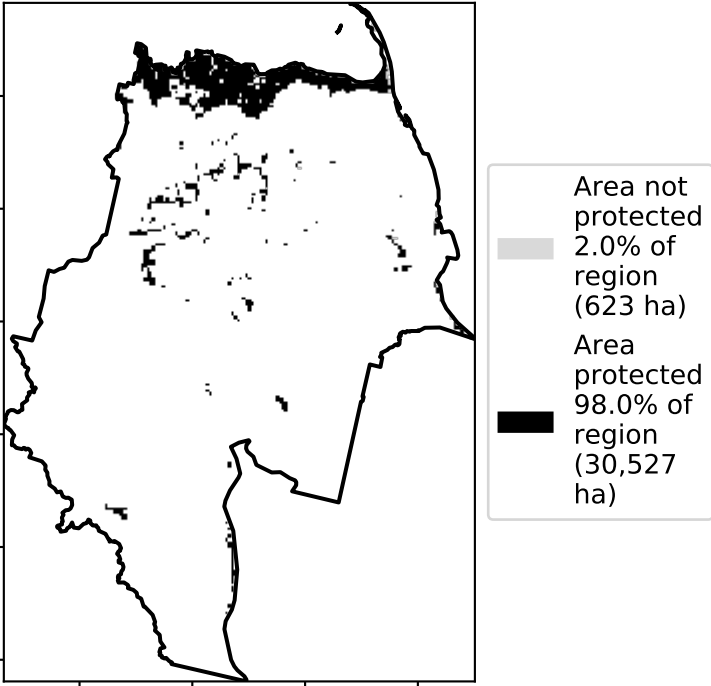 Area not
protected
2.0% of
region
(623 ha)
Area
protected
98.0% of
region
(30,527
ha)